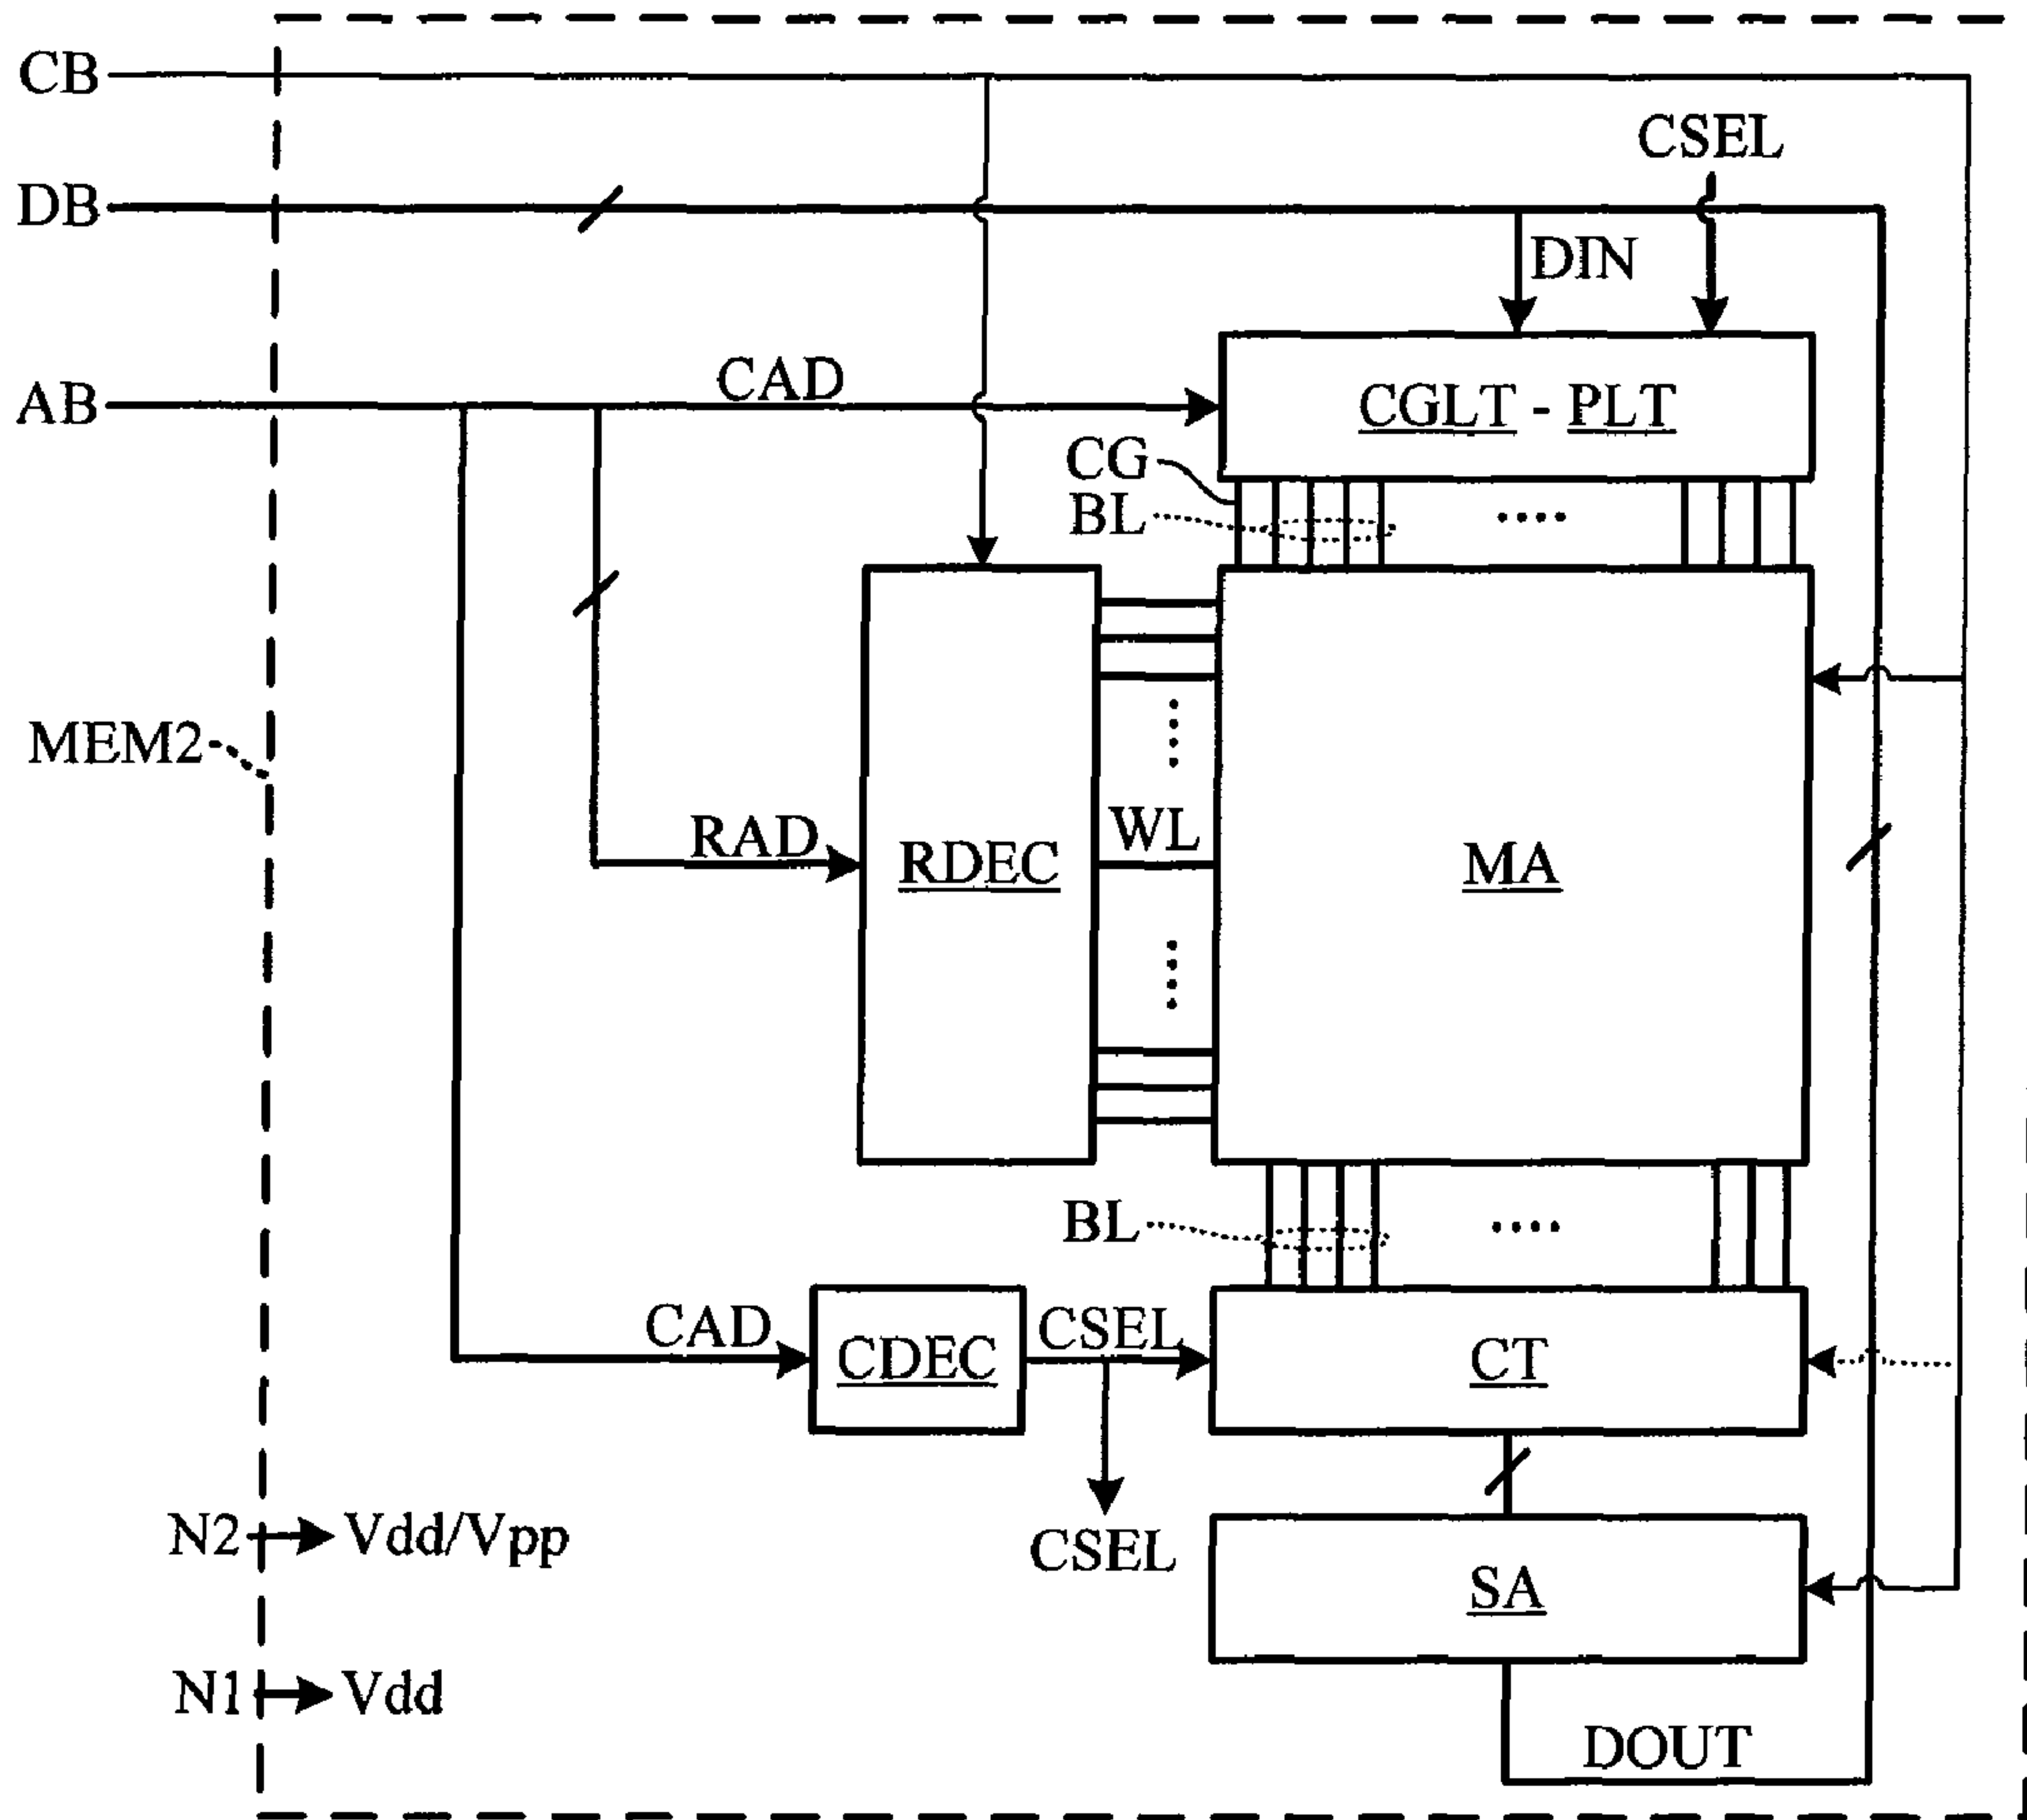 CB
CSEL
DB
DIN
AB
CAD
CGLT - PLT
CG
BL
MEM2
RAD
RDEC
WL
MA
BL
CAD
CDEC
CSEL
CT
N2
Vdd/Vpp
CSEL
SA
N1
Vdd
DOUT